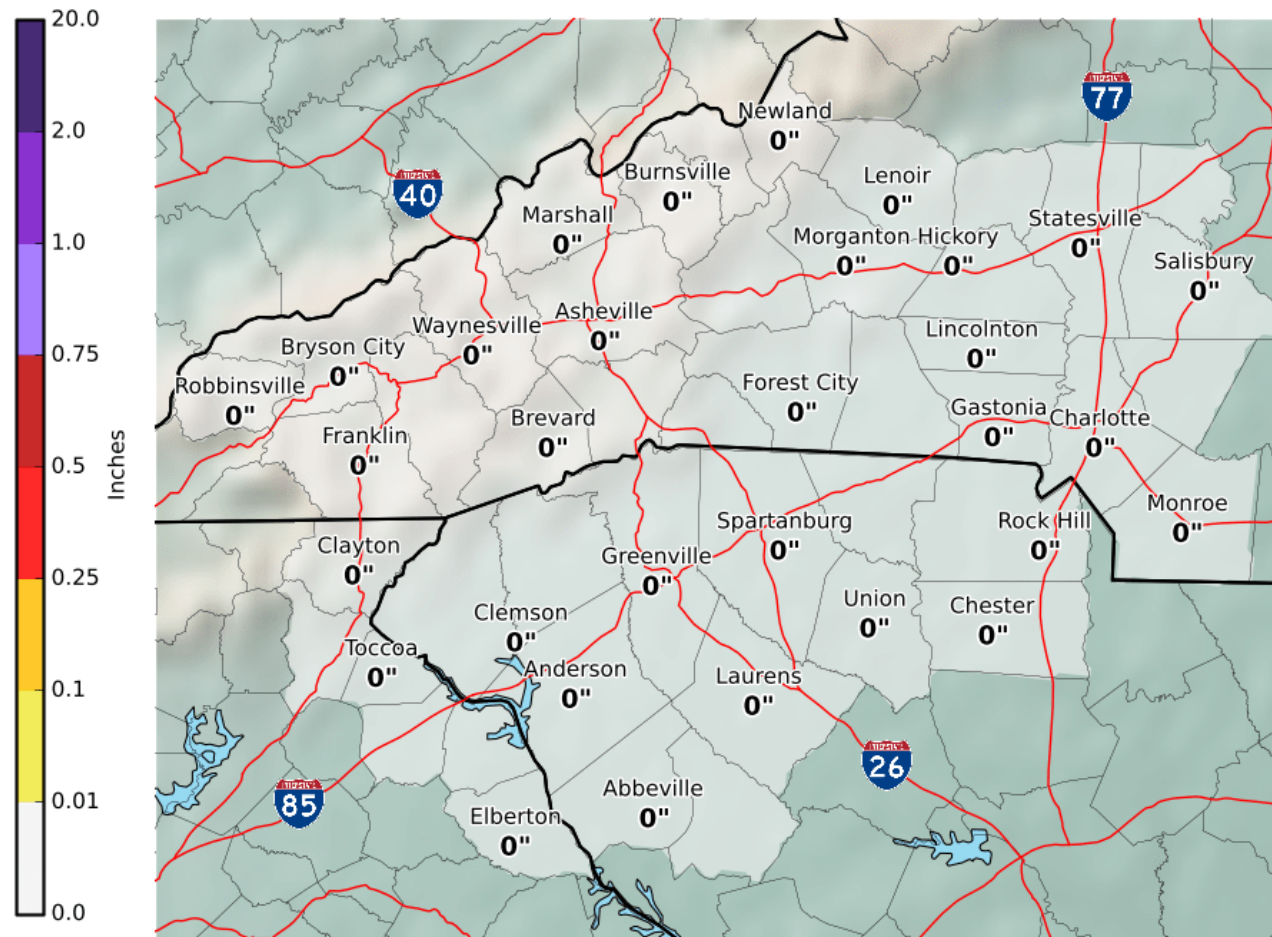 20.0
2.0
1.0
0.75
0.5
0.25
0.1
0.01
0.0
Inches
77
Newland
0"
40
Burnsville
0"
Lenoir
0"
Marshall
0"
Statesville
0"
Morganton Hickory
0" 0"
Salisbury
0"
Asheville
0"
Waynesville
0"
Lincolnton
0"
Bryson City
0"
Robbinsville
0"
Forest City
0"
Gastonia
0"
Brevard
0"
Charlotte
0"
Franklin
0"
Monroe
0"
Spartanburg
0"
Rock Hill
0"
Clayton
0"
Greenville
0"
Union
0"
Chester
0"
Clemson
0"
Toccoa
0"
Anderson
0"
Laurens
0"
26
85
Abbeville
0"
Elberton
0"